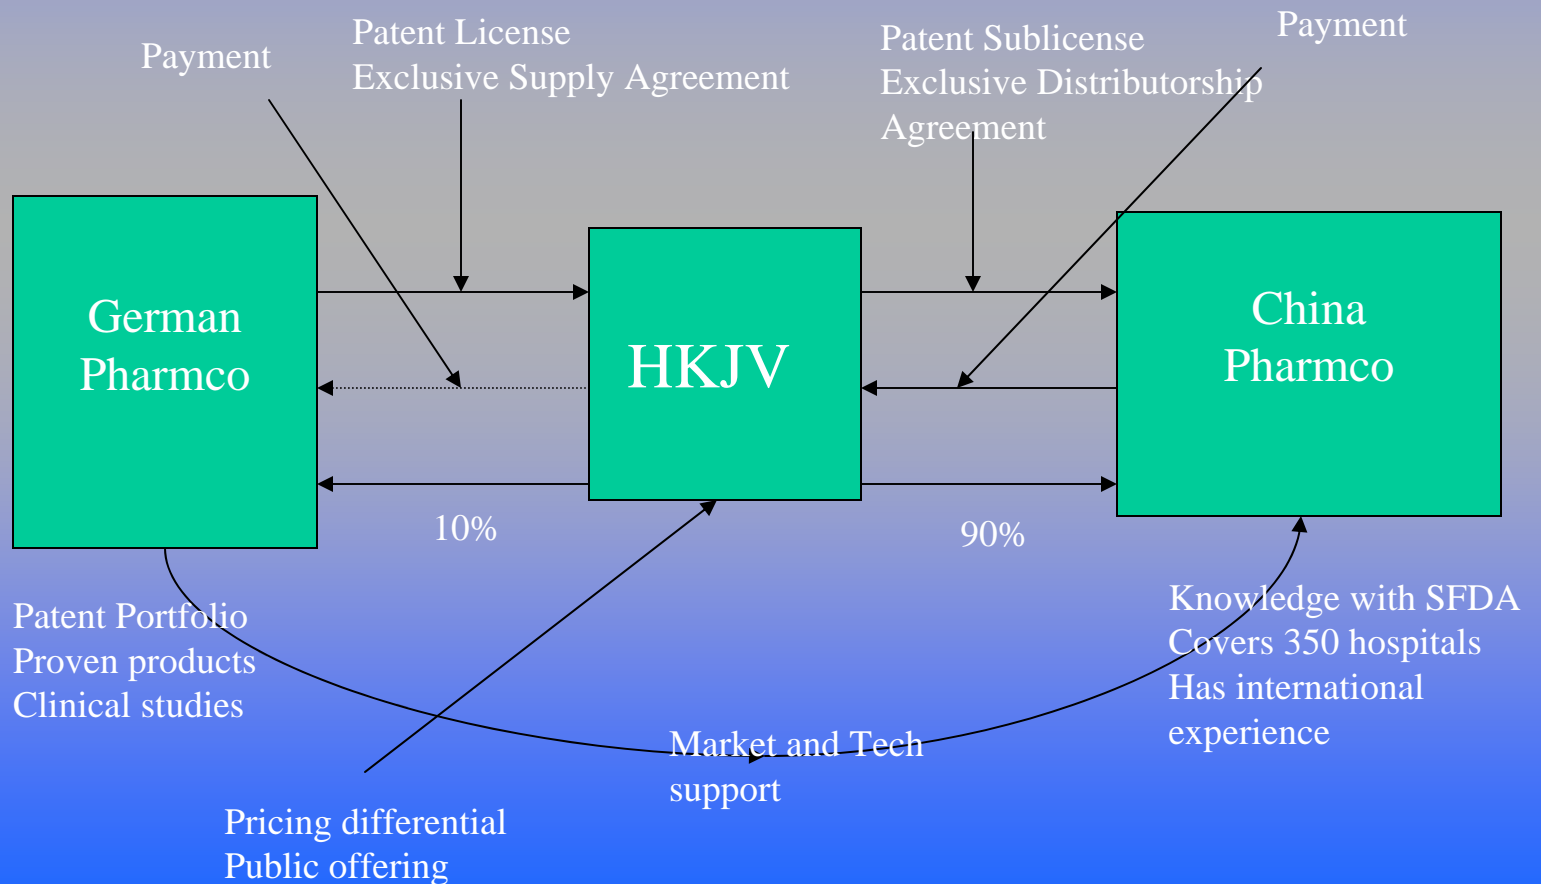 Payment
Patent License
Exclusive Supply Agreement
Patent Sublicense
Exclusive Distributorship
Agreement
Payment
German
Pharmco
HKJV
China
Pharmco
10%
90%
Patent Portfolio
Proven products
Clinical studies
Knowledge with SFDA
Covers 350 hospitals
Has international
experience
Market and Tech
support
Pricing differential
Public offering